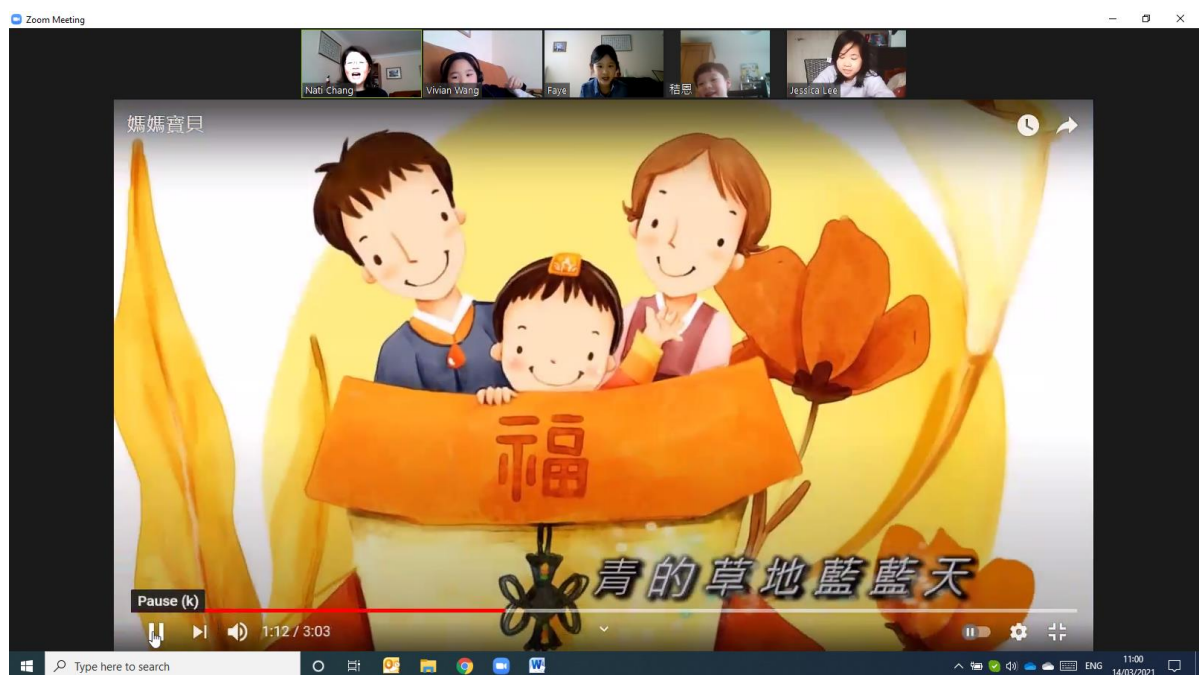 Zoom Meeting
Nati Chang
Vivian Wang
Faye
秸恩
Jessica Lee
媽媽寶貝
福
青的草地藍藍天
Pause (k)
1:12 / 3:03
Type here to search
ENG
11:00
14/03/2021